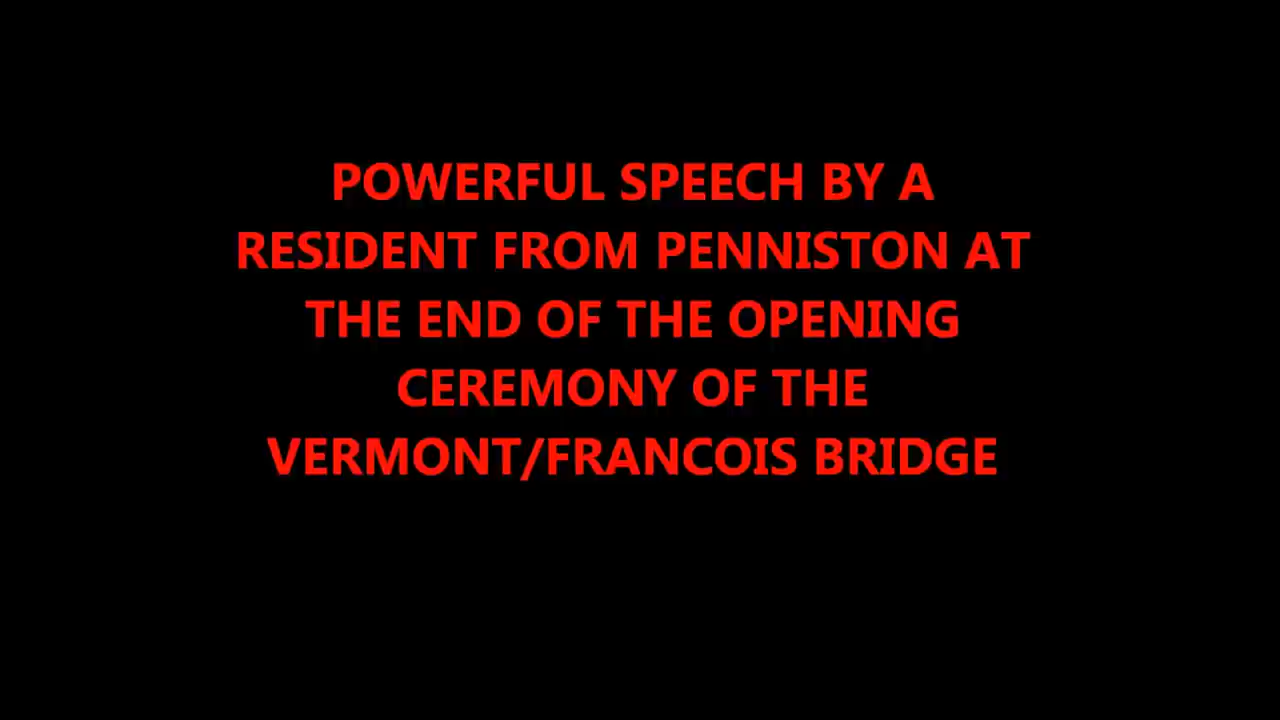 POWERFUL SPEECH BY A
RESIDENT FROM PENNISTON AT
THE END OF THE OPENING
CEREMONY OF THE
VERMONT/FRANCOIS BRIDGE